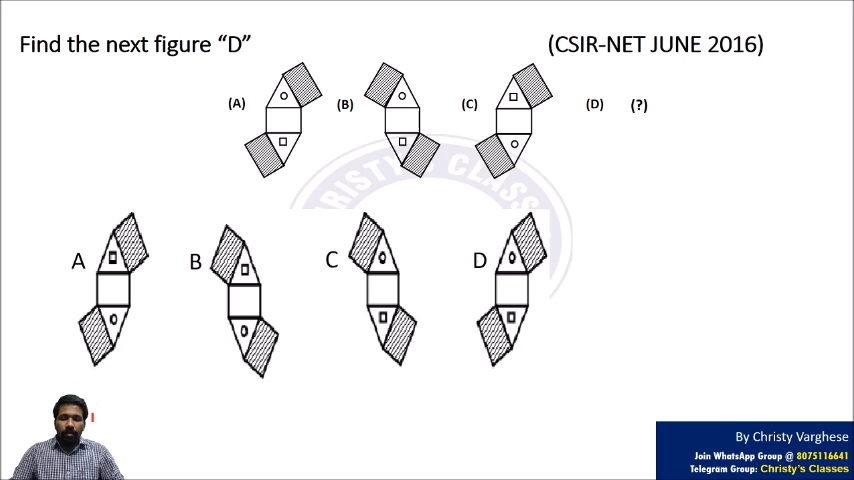 Find the next figure “D”
(CSIR-NET JUNE 2016)
(A)
(B)
(C)
(D)
(?)
A
B
C
D
By Christy Varghese
Join WhatsApp Group @ 8075116641
Telegram Group: Christy's Classes